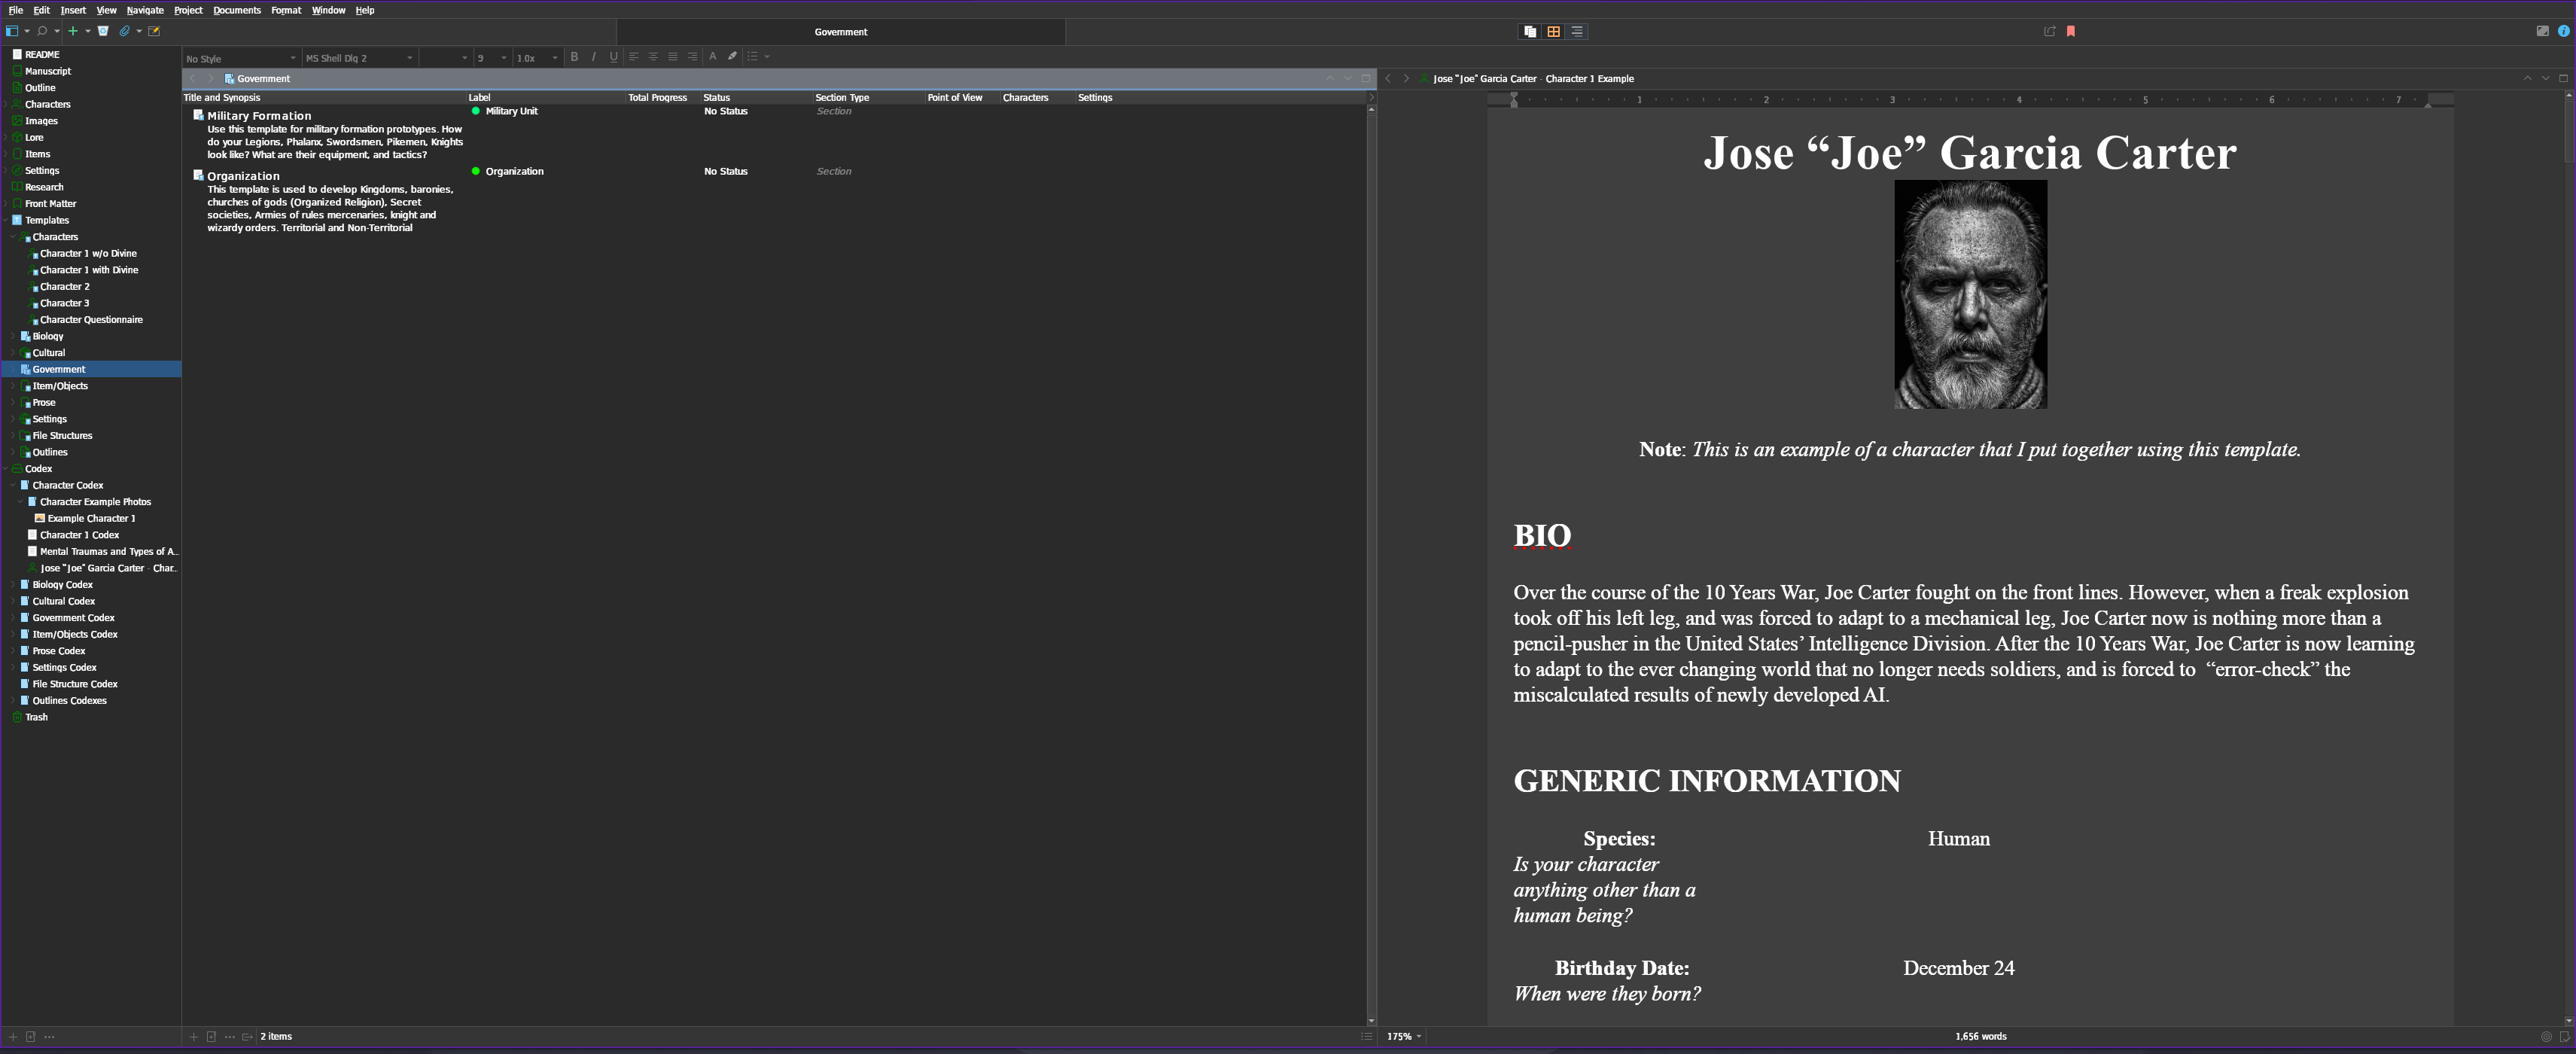 File Edit Insert View Navigate Project Documents Format Window Help
Government
README
Manuscript
Outline
Characters
Images
Lore
Items
Settings
Research
Front Matter
Templates
Characters
Character 1 w/o Divine
Character 1 with Divine
Character 2
Character 3
Character Questionnaire
Biology
Cultural
Government
Item/Objects
Prose
Settings
File Structures
Outlines
Codex
Character Codex
Character Example Photos
Example Character 1
Character 1 Codex
Mental Traumas and Types of A...
Jose "Joe" Garcia Carter - Char...
Biology Codex
Cultural Codex
Government Codex
Item/Objects Codex
Prose Codex
Settings Codex
File Structure Codex
Outlines Codexes
Trash
No Style MS Shell Dlg 2 9 1.0x B I U A
Government
Title and Synopsis Label Total Progress Status Section Type Point of View Characters Settings
Military Formation Military Unit No Status Section
Use this template for military formation prototypes. How
do your Legions, Phalanx, Swordsmen, Pikemen, Knights
look like? What are their equipment, and tactics?
Organization Organization No Status Section
This template is used to develop Kingdoms, baronies,
churches of gods (Organized Religion), Secret
societies, Armies of rules mercenaries, knight and
wizardy orders. Territorial and Non-Territorial
2 items
Jose "Joe" Garcia Carter - Character 1 Example
1 2 3 4 5 6 7
Jose “Joe” Garcia Carter
Note: This is an example of a character that I put together using this template.
BIO
Over the course of the 10 Years War, Joe Carter fought on the front lines. However, when a freak explosion
took off his left leg, and was forced to adapt to a mechanical leg, Joe Carter now is nothing more than a
pencil-pusher in the United States’ Intelligence Division. After the 10 Years War, Joe Carter is now learning
to adapt to the ever changing world that no longer needs soldiers, and is forced to “error-check” the
miscalculated results of newly developed AI.
GENERIC INFORMATION
Species: Human
Is your character
anything other than a
human being?
Birthday Date: December 24
When were they born?
175% 1,656 words